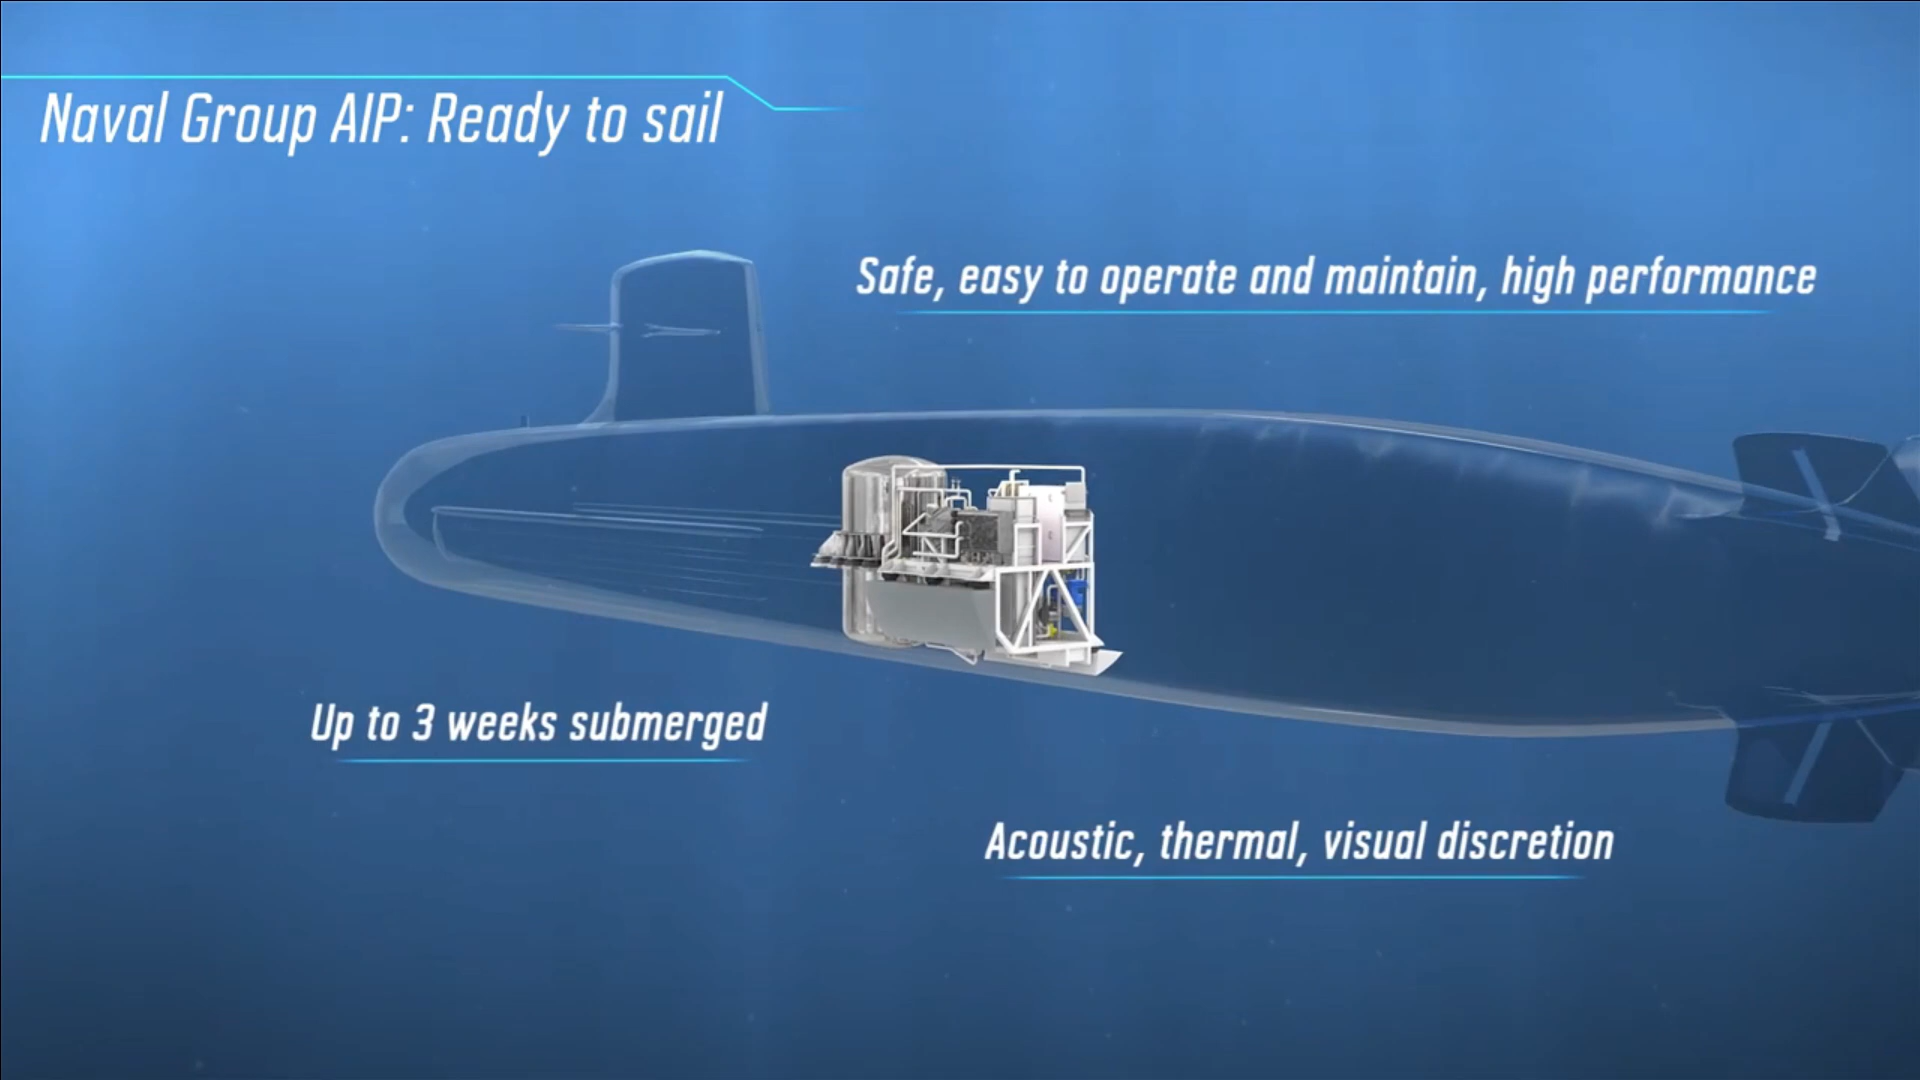 Naval Group AIP: Ready to sail
Safe, easy to operate and maintain, high performance
Up to 3 weeks submerged
Acoustic, thermal, visual discretion